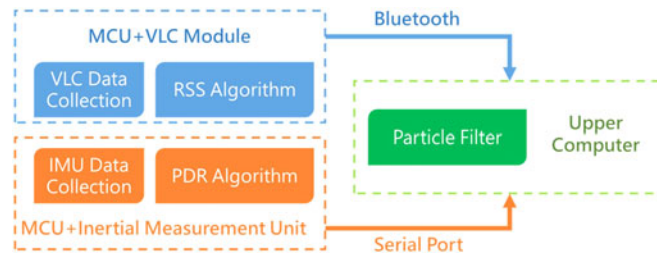 MCU+VLC Module
Bluetooth
VLC Data
Collection
RSS Algorithm
Particle Filter
Upper
Computer
IMU Data
Collection
PDR Algorithm
MCU+Inertial Measurement Unit
Serial Port